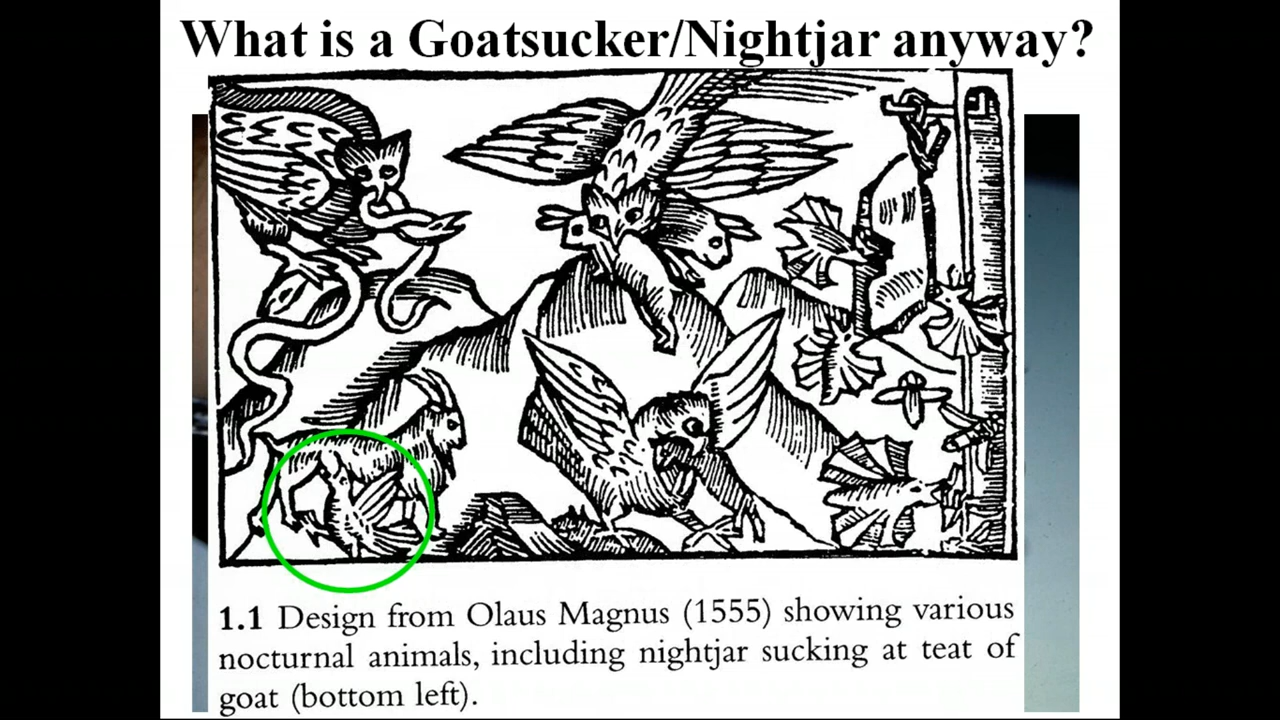 What is a Goatsucker/Nightjar anyway?
1.1 Design from Olaus Magnus (1555) showing various
nocturnal animals, including nightjar sucking at teat of
goat (bottom left).